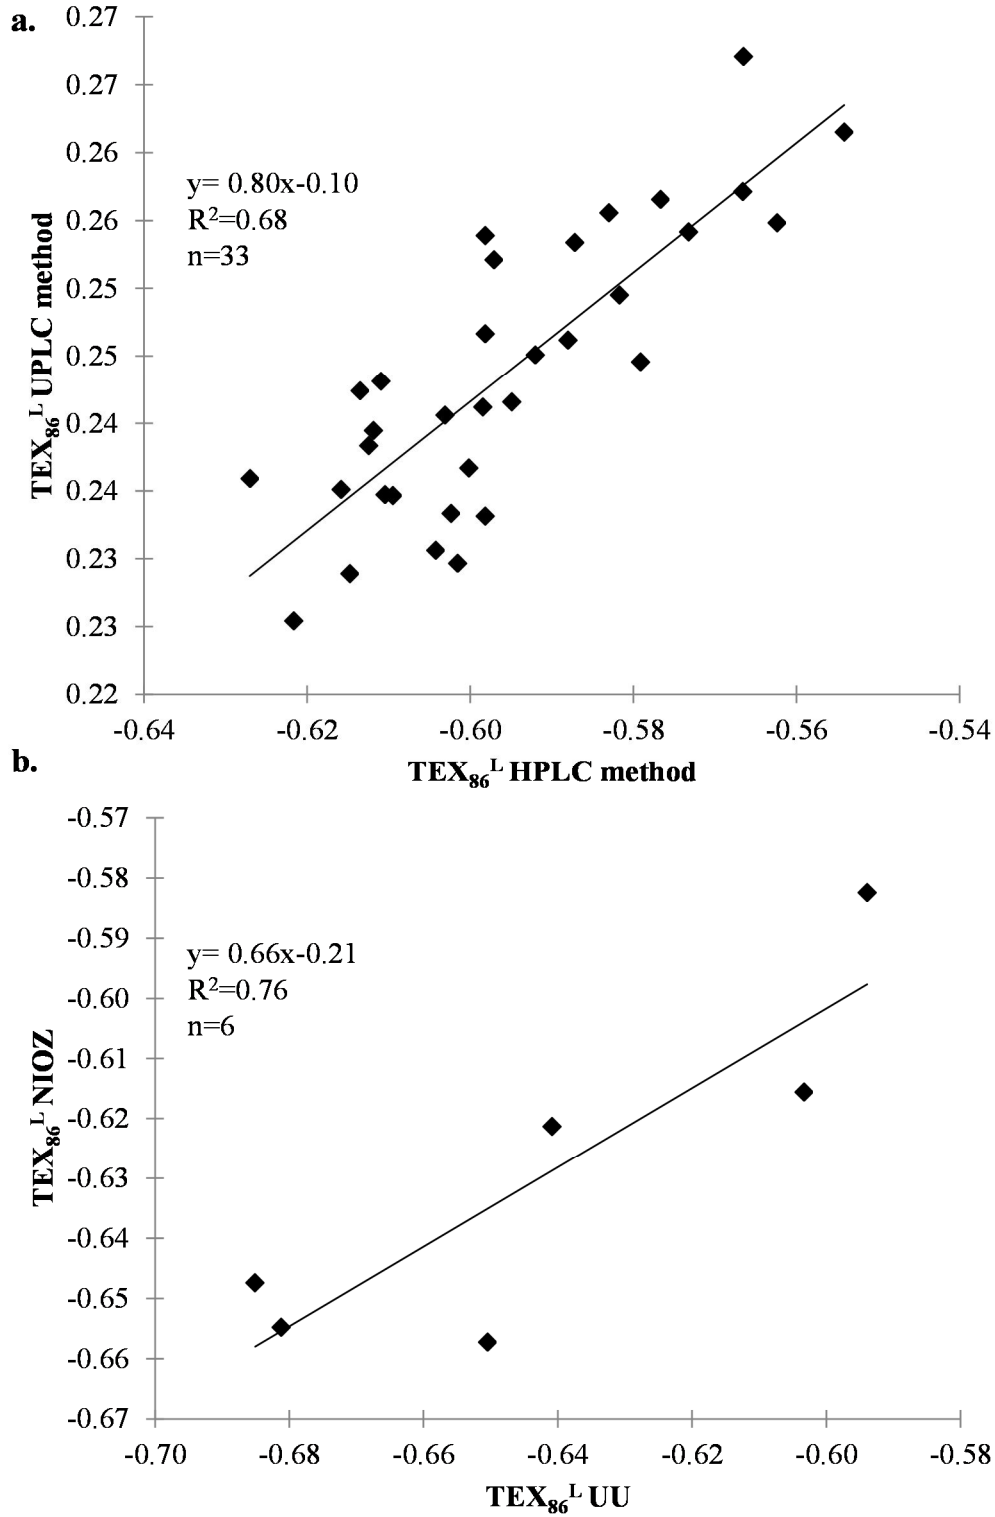 a.
0.27
0.27
0.26
0.26
0.25
0.25
0.24
0.24
0.23
0.23
0.22
TEX86L UPLC method
y= 0.80x-0.10
R2=0.68
n=33
-0.64 -0.62 -0.60 -0.58 -0.56 -0.54
TEX86L HPLC method
b.
-0.57
-0.58
-0.59
-0.60
-0.61
-0.62
-0.63
-0.64
-0.65
-0.66
-0.67
TEX86L NIOZ
y= 0.66x-0.21
R2=0.76
n=6
-0.70 -0.68 -0.66 -0.64 -0.62 -0.60 -0.58
TEX86L UU